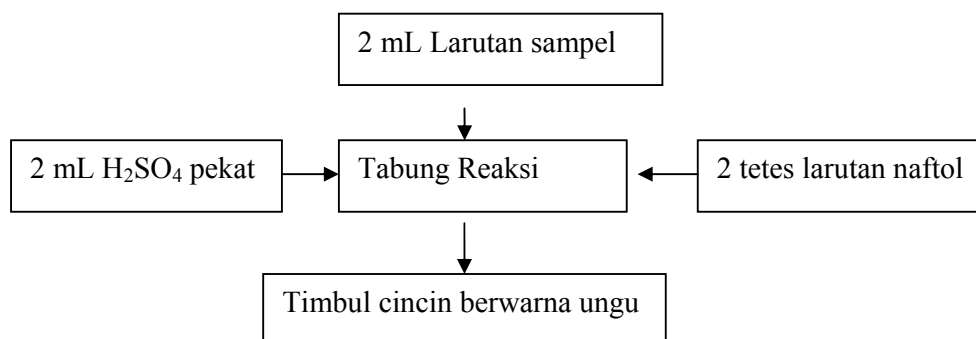 2 mL Larutan sampel
2 mL H₂SO₄ pekat
Tabung Reaksi
2 tetes larutan naftol
Timbul cincin berwarna ungu